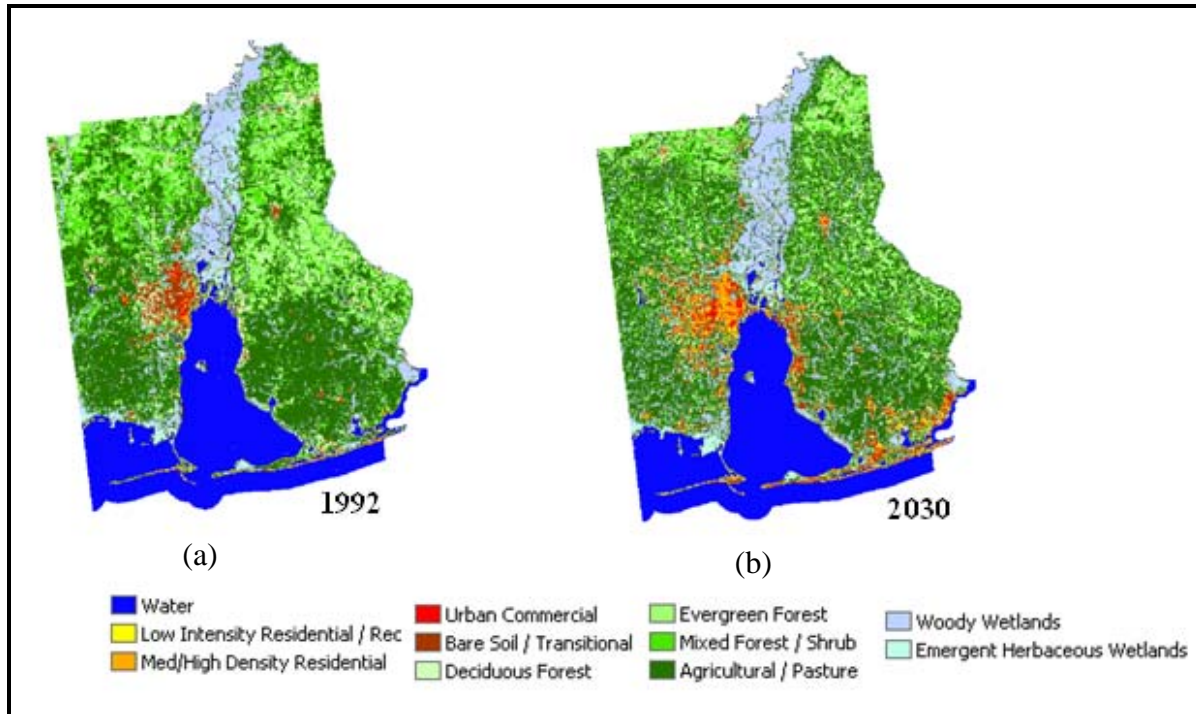 1992
2030
(a)
(b)
Water
Low Intensity Residential / Rec
Med/High Density Residential
Urban Commercial
Bare Soil / Transitional
Deciduous Forest
Evergreen Forest
Mixed Forest / Shrub
Agricultural / Pasture
Woody Wetlands
Emergent Herbaceous Wetlands